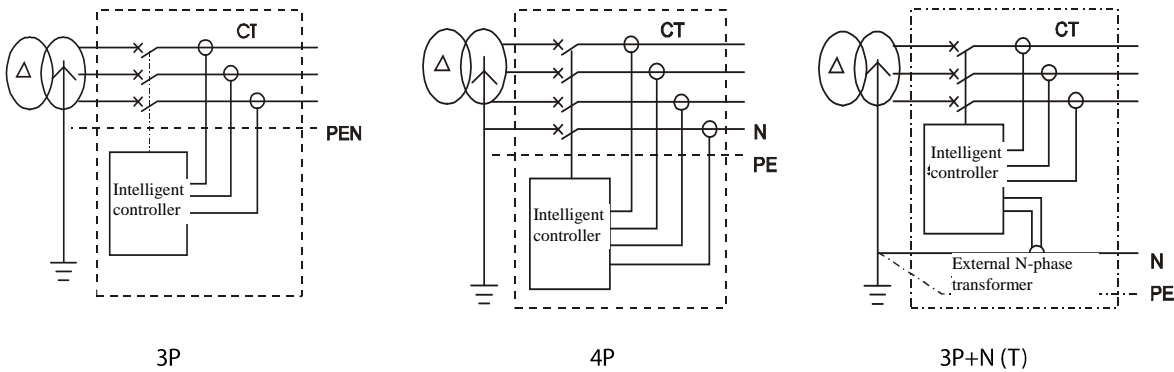 CT
Δ
PEN
Intelligent
controller
3P
CT
Δ
N
PE
Intelligent
controller
4P
CT
Δ
Intelligent
controller
External N-phase
transformer
N
PE
3P+N (T)